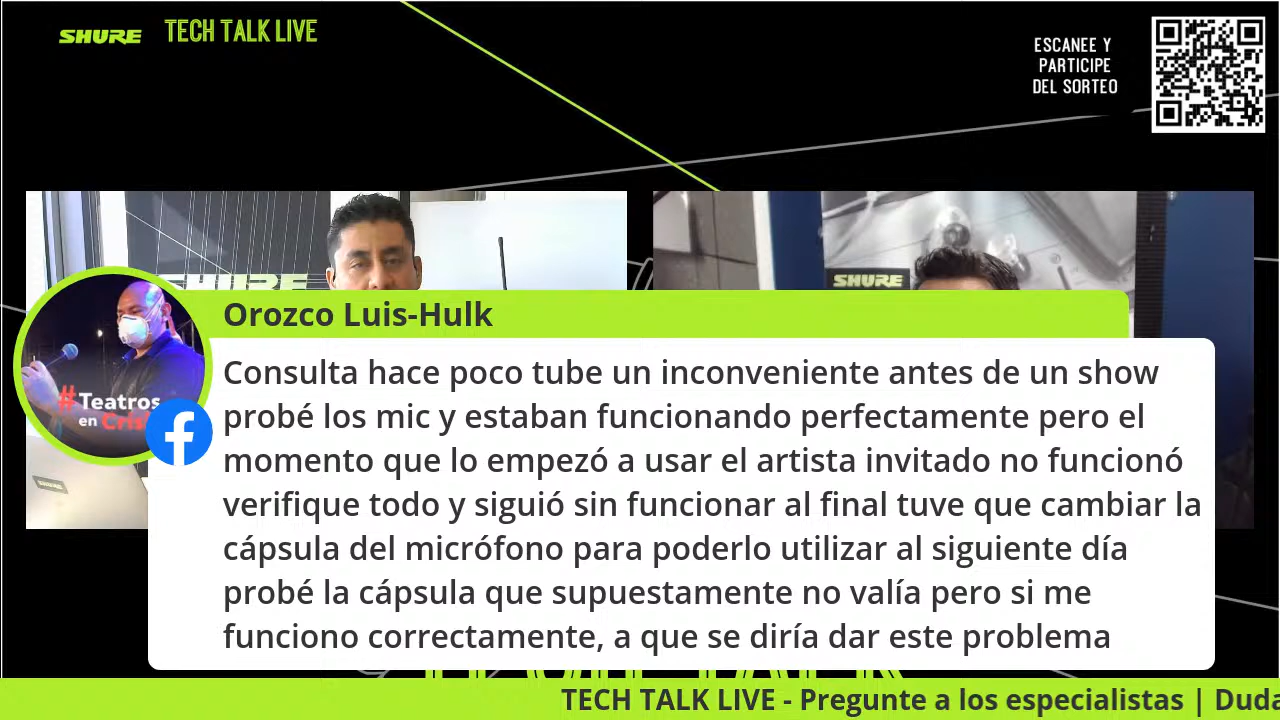 SHURE TECH TALK LIVE
ESCANEE Y
PARTICIPE
DEL SORTEO
SHURE
SHURE
Orozco Luis-Hulk
Consulta hace poco tube un inconveniente antes de un show
probé los mic y estaban funcionando perfectamente pero el
momento que lo empezó a usar el artista invitado no funcionó
verifique todo y siguió sin funcionar al final tuve que cambiar la
cápsula del micrófono para poderlo utilizar al siguiente día
probé la cápsula que supuestamente no valía pero si me
funciono correctamente, a que se diría dar este problema
#Teatros
en
TECH TALK LIVE - Pregunte a los especialistas |